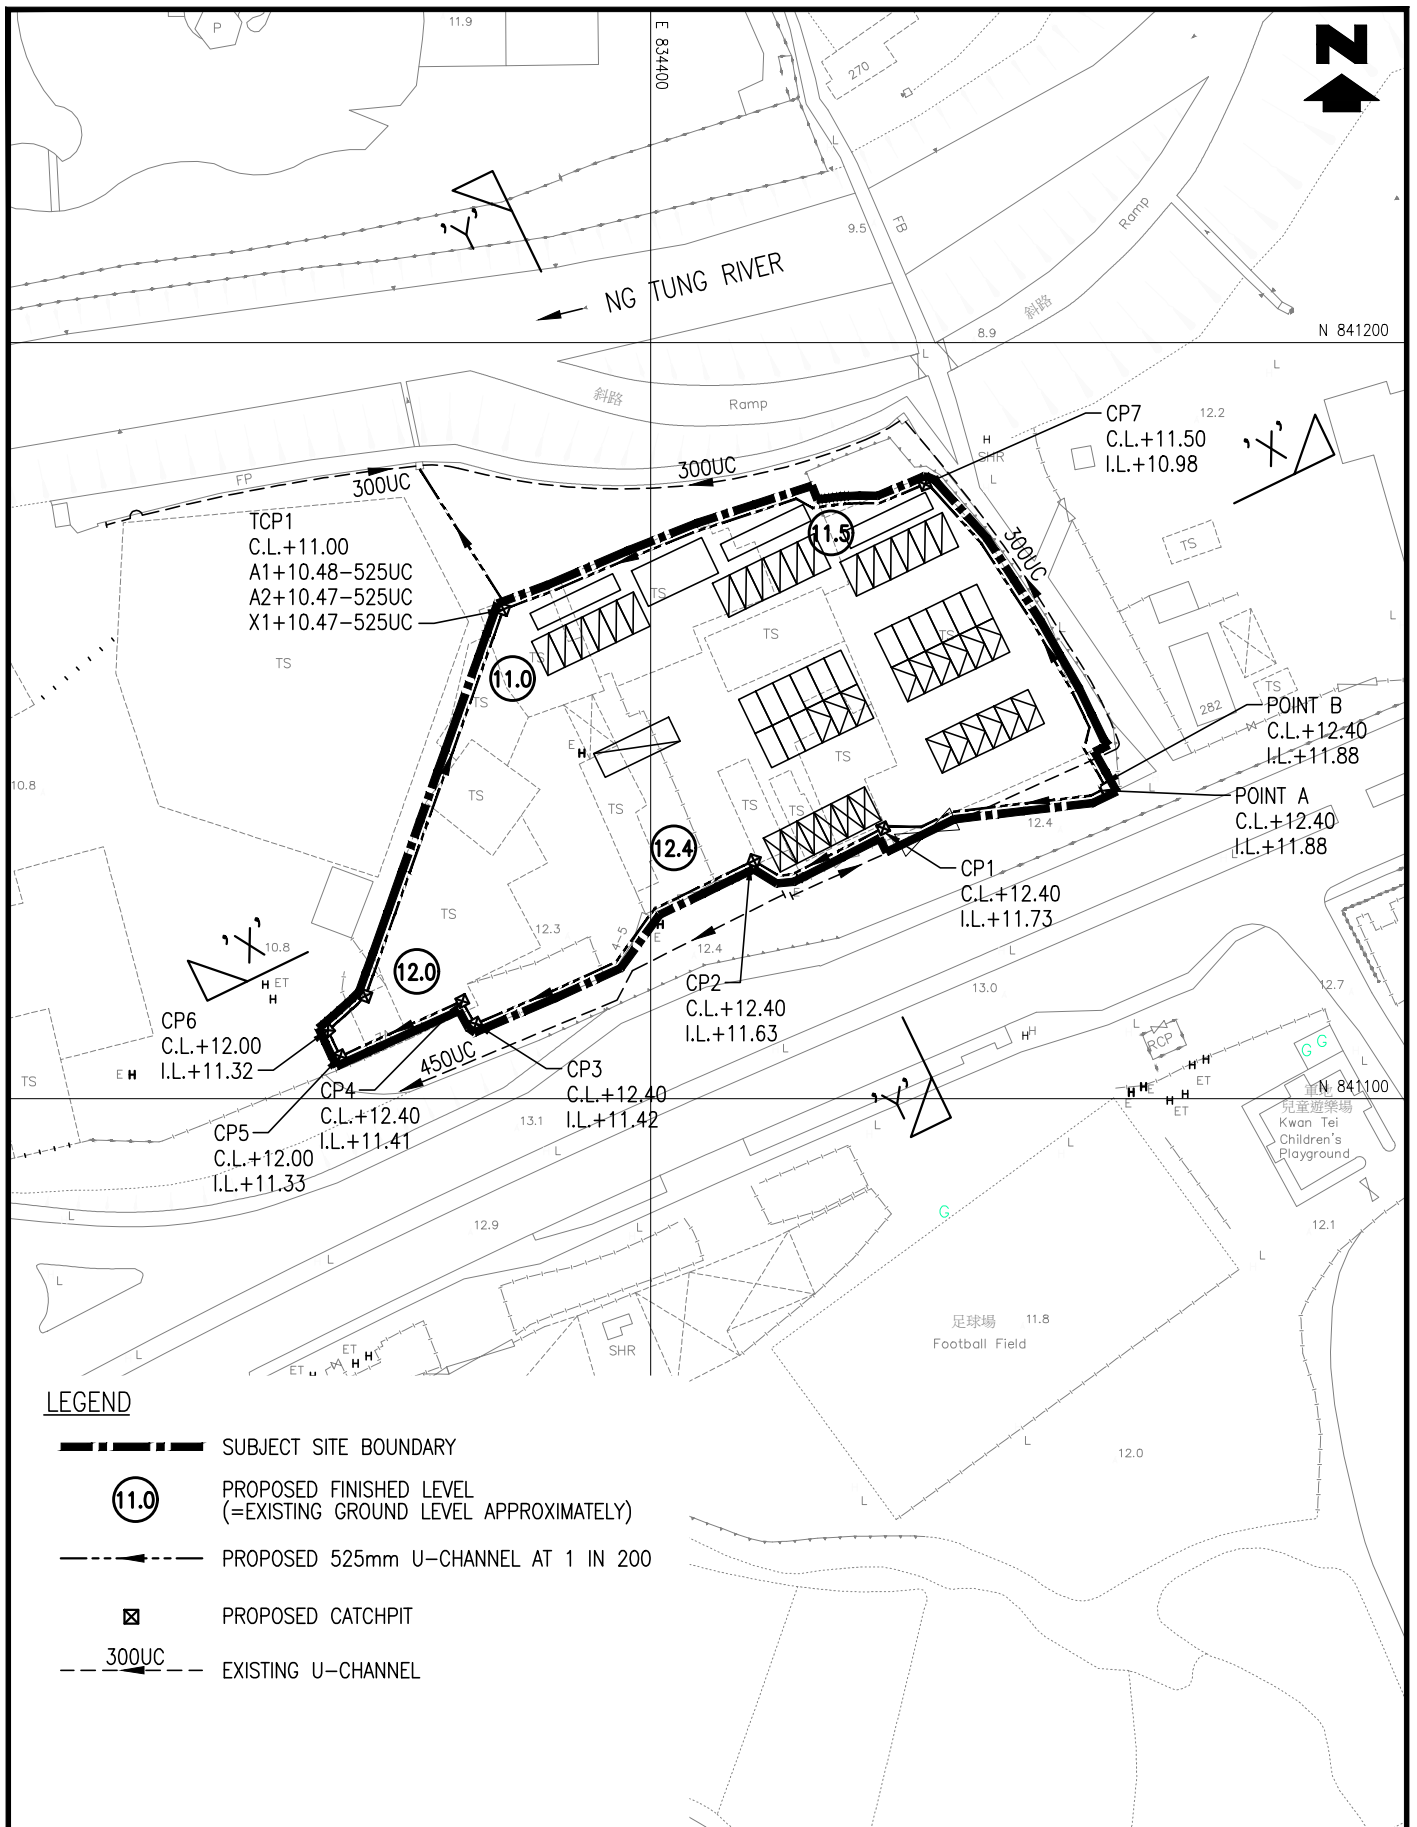 P
11.9
E 834400
270
N
'Y'
9.5
FB
Ramp
NG TUNG RIVER
斜路
8.9
N 841200
L
L
L
斜路
Ramp
CP7
C.L.+11.50
I.L.+10.98
12.2
'X'
H
SHR
L
FP
300UC
300UC
TCP1
C.L.+11.00
A1+10.48-525UC
A2+10.47-525UC
X1+10.47-525UC
11.5
300UC
TS
TS
TS
TS
TS
TS
TS
L
11.0
TS
TS
282
POINT B
C.L.+12.40
I.L.+11.88
E H
TS
10.8
TS
TS
TS
TS
L
POINT A
C.L.+12.40
I.L.+11.88
12.4
12.4
L
CP1
C.L.+12.40
I.L.+11.73
TS
12.3
4-5
H
E
12.4
L
'X'
10.8
H ET
H
12.0
CP2
C.L.+12.40
I.L.+11.63
13.0
12.7
CP6
C.L.+12.00
I.L.+11.32
L
H
L
RCP
G G
H H
ET
TS
E H
450UC
CP3
C.L.+12.40
I.L.+11.42
CP4
C.L.+12.40
I.L.+11.41
CP5
C.L.+12.00
I.L.+11.33
'Y'
H H
E
H H
ET
N 841100
兒童遊樂場
Kwan Tei
Children's
Playground
13.1
L
L
L
L
12.9
L
G
12.1
L
L
L
足球場
11.8
Football Field
SHR
ET
H H
ET
H
L
LEGEND
SUBJECT SITE BOUNDARY
11.0
PROPOSED FINISHED LEVEL
(=EXISTING GROUND LEVEL APPROXIMATELY)
PROPOSED 525mm U-CHANNEL AT 1 IN 200
PROPOSED CATCHPIT
300UC
EXISTING U-CHANNEL
L
12.0
L